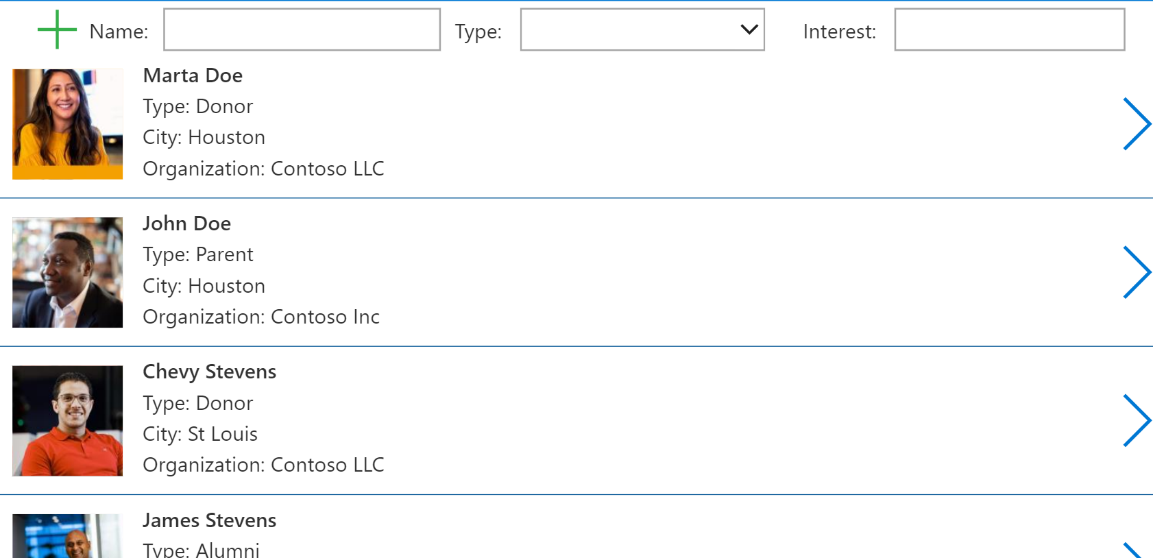 Name: Type: Interest:
Marta Doe
Type: Donor
City: Houston
Organization: Contoso LLC
John Doe
Type: Parent
City: Houston
Organization: Contoso Inc
Chevy Stevens
Type: Donor
City: St Louis
Organization: Contoso LLC
James Stevens
Type: Alumni